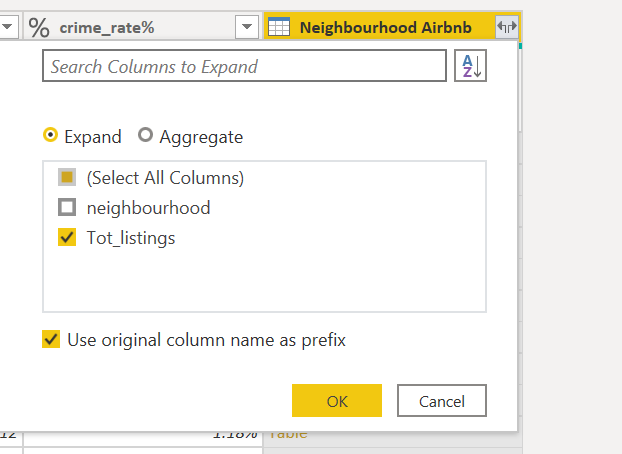 % crime_rate% Neighbourhood Airbnb
Search Columns to Expand
A
Z
Expand Aggregate
(Select All Columns)
neighbourhood
Tot_listings
Use original column name as prefix
OK Cancel
12 1.18% Table